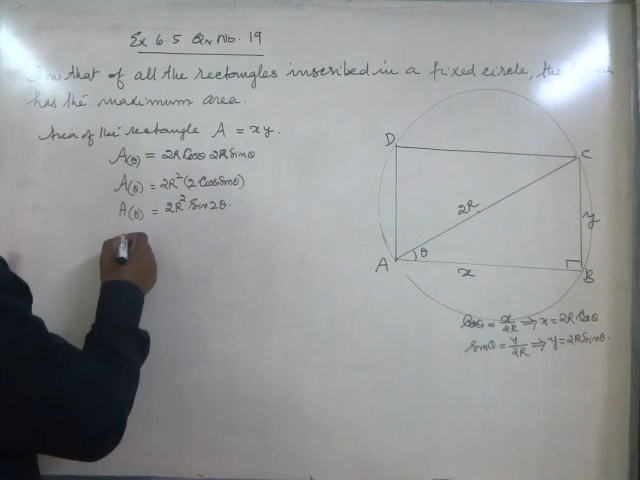 Ex 6.5 Qn No. 19
that of all the rectangles inscribed in a fixed circle, the
has the maximum area.
Area of the rectangle A = xy.
A(θ) = 2R Cosθ 2R Sinθ
A(θ) = 2R² (2 Cosθ Sinθ)
A(θ) = 2R² Sin 2θ.
D
C
2R
y
θ
A
x
B
Cosθ = x/2R ⇒ x = 2R Cosθ
Sinθ = y/2R ⇒ y = 2R Sinθ.